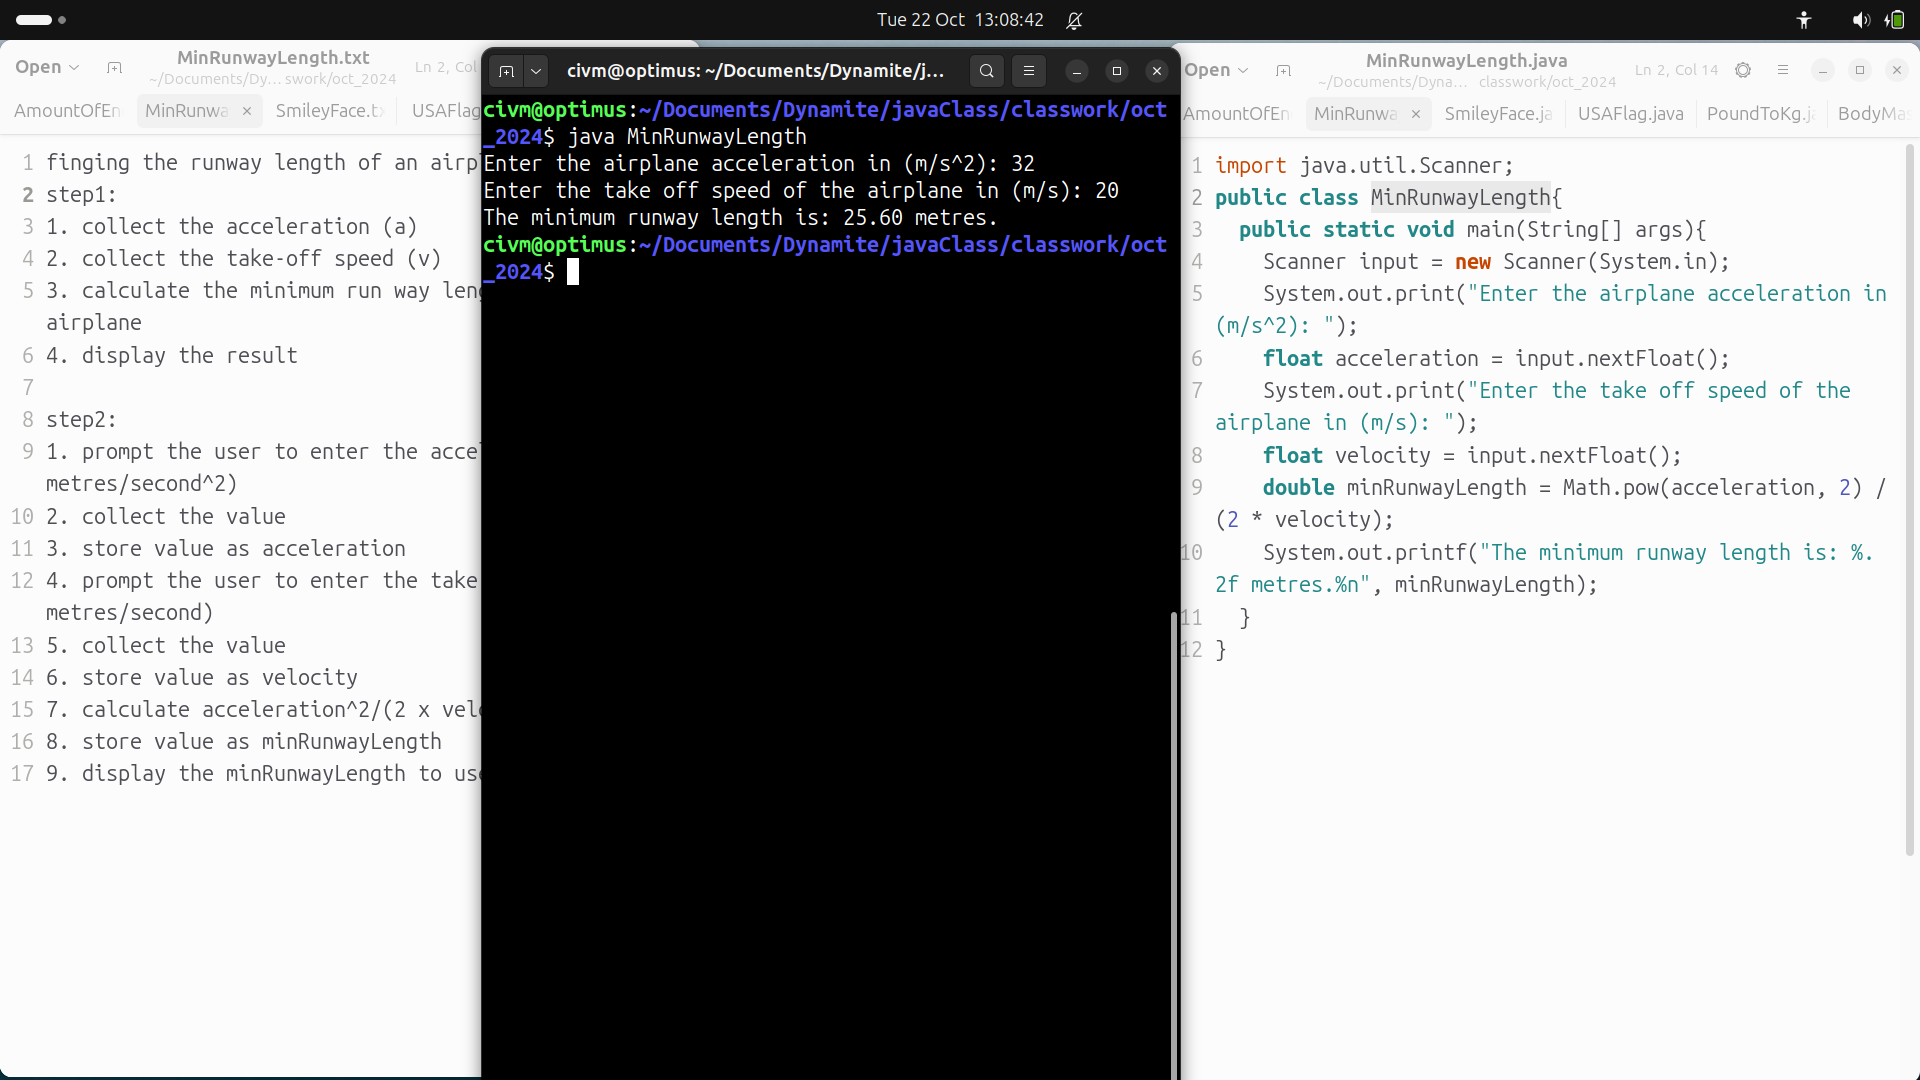 Tue 22 Oct 13:08:42
Open
MinRunwayLength.txt
~/Documents/Dy... swork/oct_2024
Ln 2, Col
AmountOfEn
MinRunwa
SmileyFace.tx
USAFlag
1 finging the runway length of an airpl
2 step1:
3 1. collect the acceleration (a)
4 2. collect the take-off speed (v)
5 3. calculate the minimum run way leng
airplane
6 4. display the result
7
8 step2:
9 1. prompt the user to enter the accel
metres/second^2)
10 2. collect the value
11 3. store value as acceleration
12 4. prompt the user to enter the take
metres/second)
13 5. collect the value
14 6. store value as velocity
15 7. calculate acceleration^2/(2 x velo
16 8. store value as minRunwayLength
17 9. display the minRunwayLength to use
civm@optimus: ~/Documents/Dynamite/j...
civm@optimus:~/Documents/Dynamite/javaClass/classwork/oct
_2024$ java MinRunwayLength
Enter the airplane acceleration in (m/s^2): 32
Enter the take off speed of the airplane in (m/s): 20
The minimum runway length is: 25.60 metres.
civm@optimus:~/Documents/Dynamite/javaClass/classwork/oct
_2024$
Open
MinRunwayLength.java
~/Documents/Dyna... classwork/oct_2024
Ln 2, Col 14
AmountOfEn
MinRunwa
SmileyFace.ja
USAFlag.java
PoundToKg.ja
BodyMas
1 import java.util.Scanner;
2 public class MinRunwayLength{
3 public static void main(String[] args){
4 Scanner input = new Scanner(System.in);
5 System.out.print("Enter the airplane acceleration in
(m/s^2): ");
6 float acceleration = input.nextFloat();
7 System.out.print("Enter the take off speed of the
airplane in (m/s): ");
8 float velocity = input.nextFloat();
9 double minRunwayLength = Math.pow(acceleration, 2) /
(2 * velocity);
10 System.out.printf("The minimum runway length is: %.
2f metres.%n", minRunwayLength);
11 }
12 }